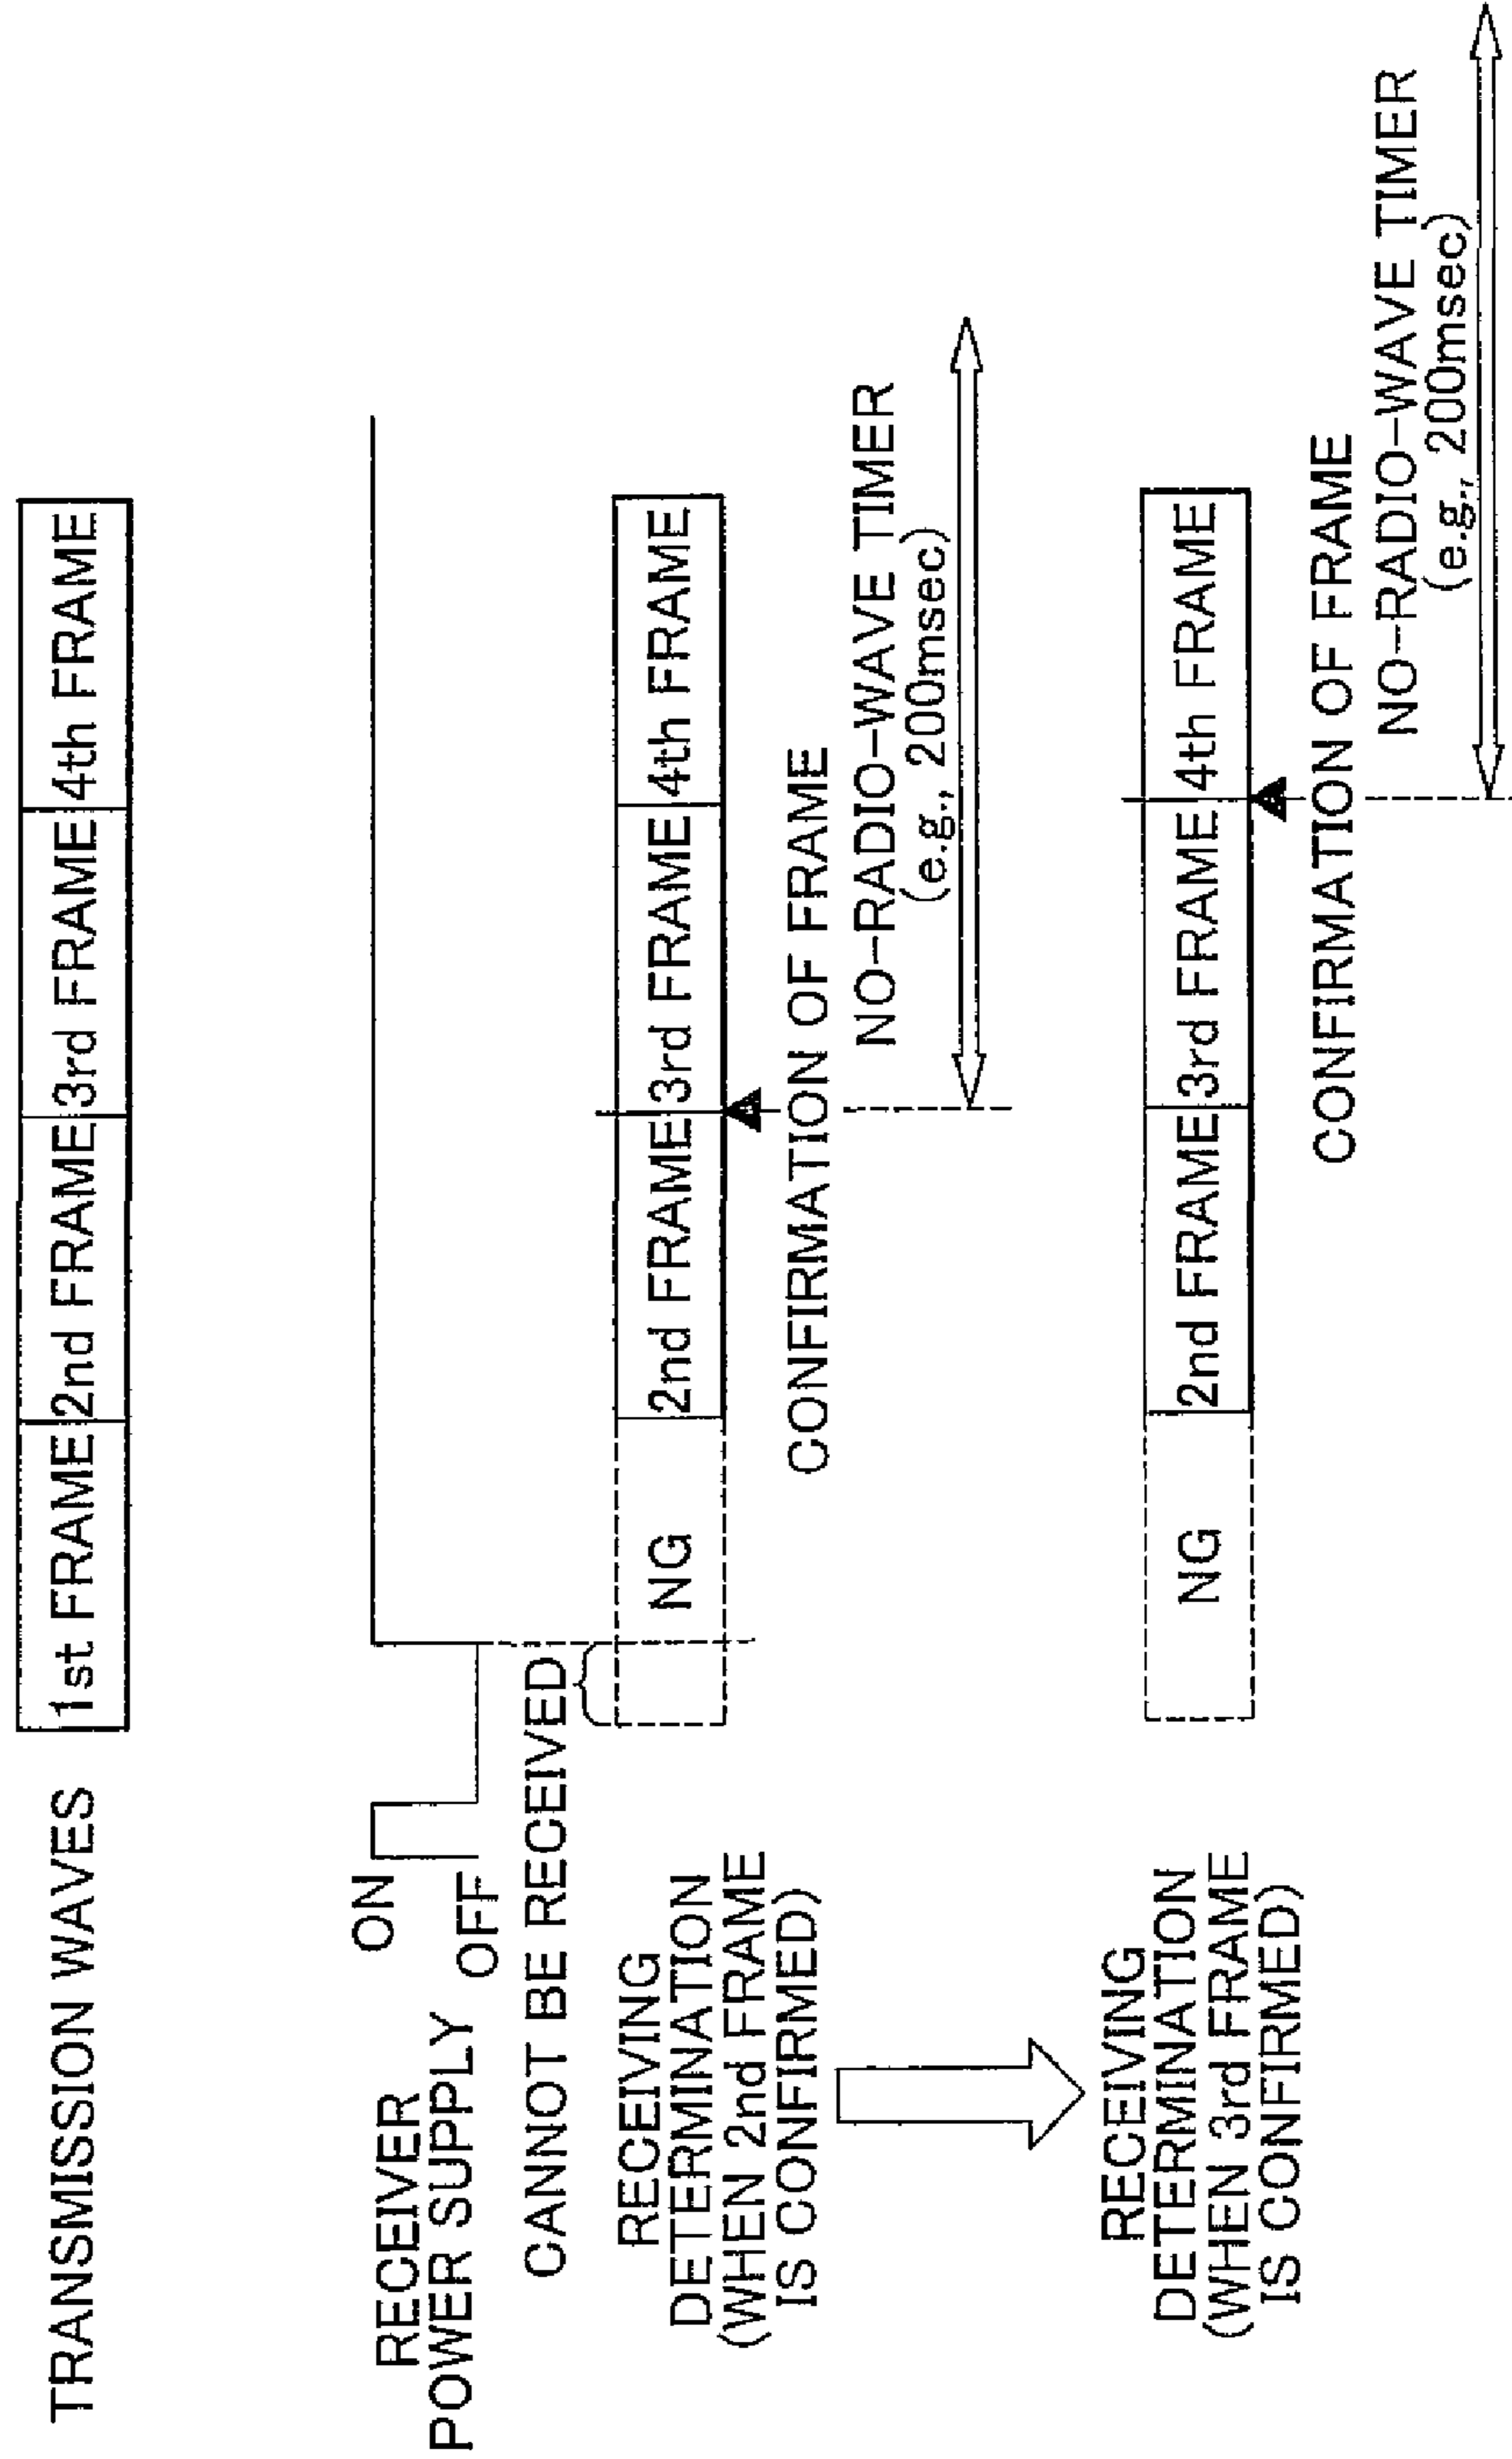 TRANSMISSION WAVES
1st FRAME 2nd FRAME 3rd FRAME 4th FRAME
RECEIVER
POWER SUPPLY
ON
OFF
CANNOT BE RECEIVED
RECEIVING
DETERMINATION
(WHEN 2nd FRAME
IS CONFIRMED)
NG 2nd FRAME 3rd FRAME 4th FRAME
CONFIRMATION OF FRAME
NO-RADIO-WAVE TIMER
(e.g., 200msec)
RECEIVING
DETERMINATION
(WHEN 3rd FRAME
IS CONFIRMED)
NG 2nd FRAME 3rd FRAME 4th FRAME
CONFIRMATION OF FRAME
NO-RADIO-WAVE TIMER
(e.g., 200msec)